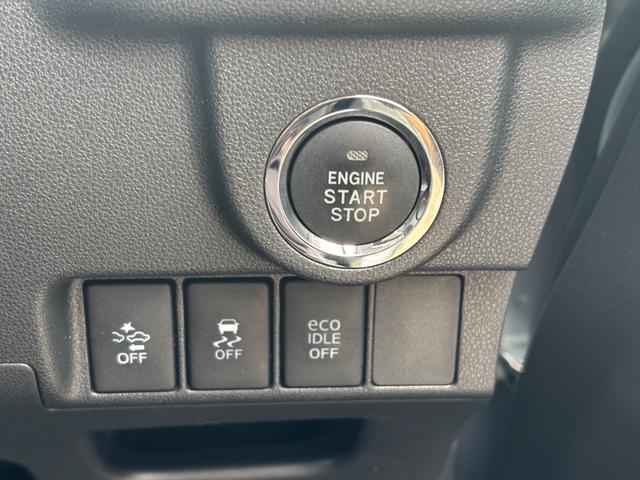 ENGINE
START
STOP
OFF
OFF
eco
IDLE
OFF